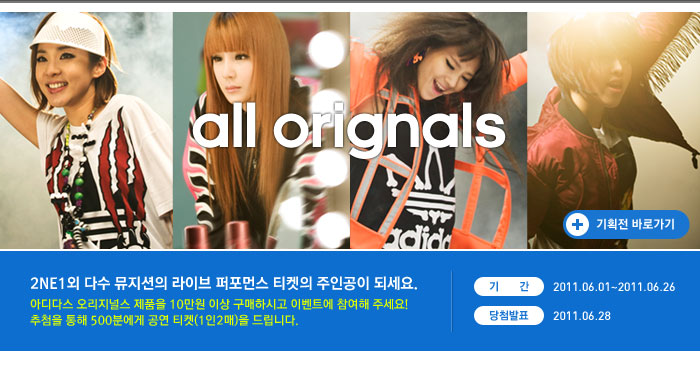 all orignals
adidas
기획전 바로가기
2NE1외 다수 뮤지션의 라이브 퍼포먼스 티켓의 주인공이 되세요.
아디다스 오리지널스 제품을 10만원 이상 구매하시고 이벤트에 참여해 주세요!
추첨을 통해 500분에게 공연 티켓(1인2매)을 드립니다.
기 간 2011.06.01~2011.06.26
당첨발표 2011.06.28